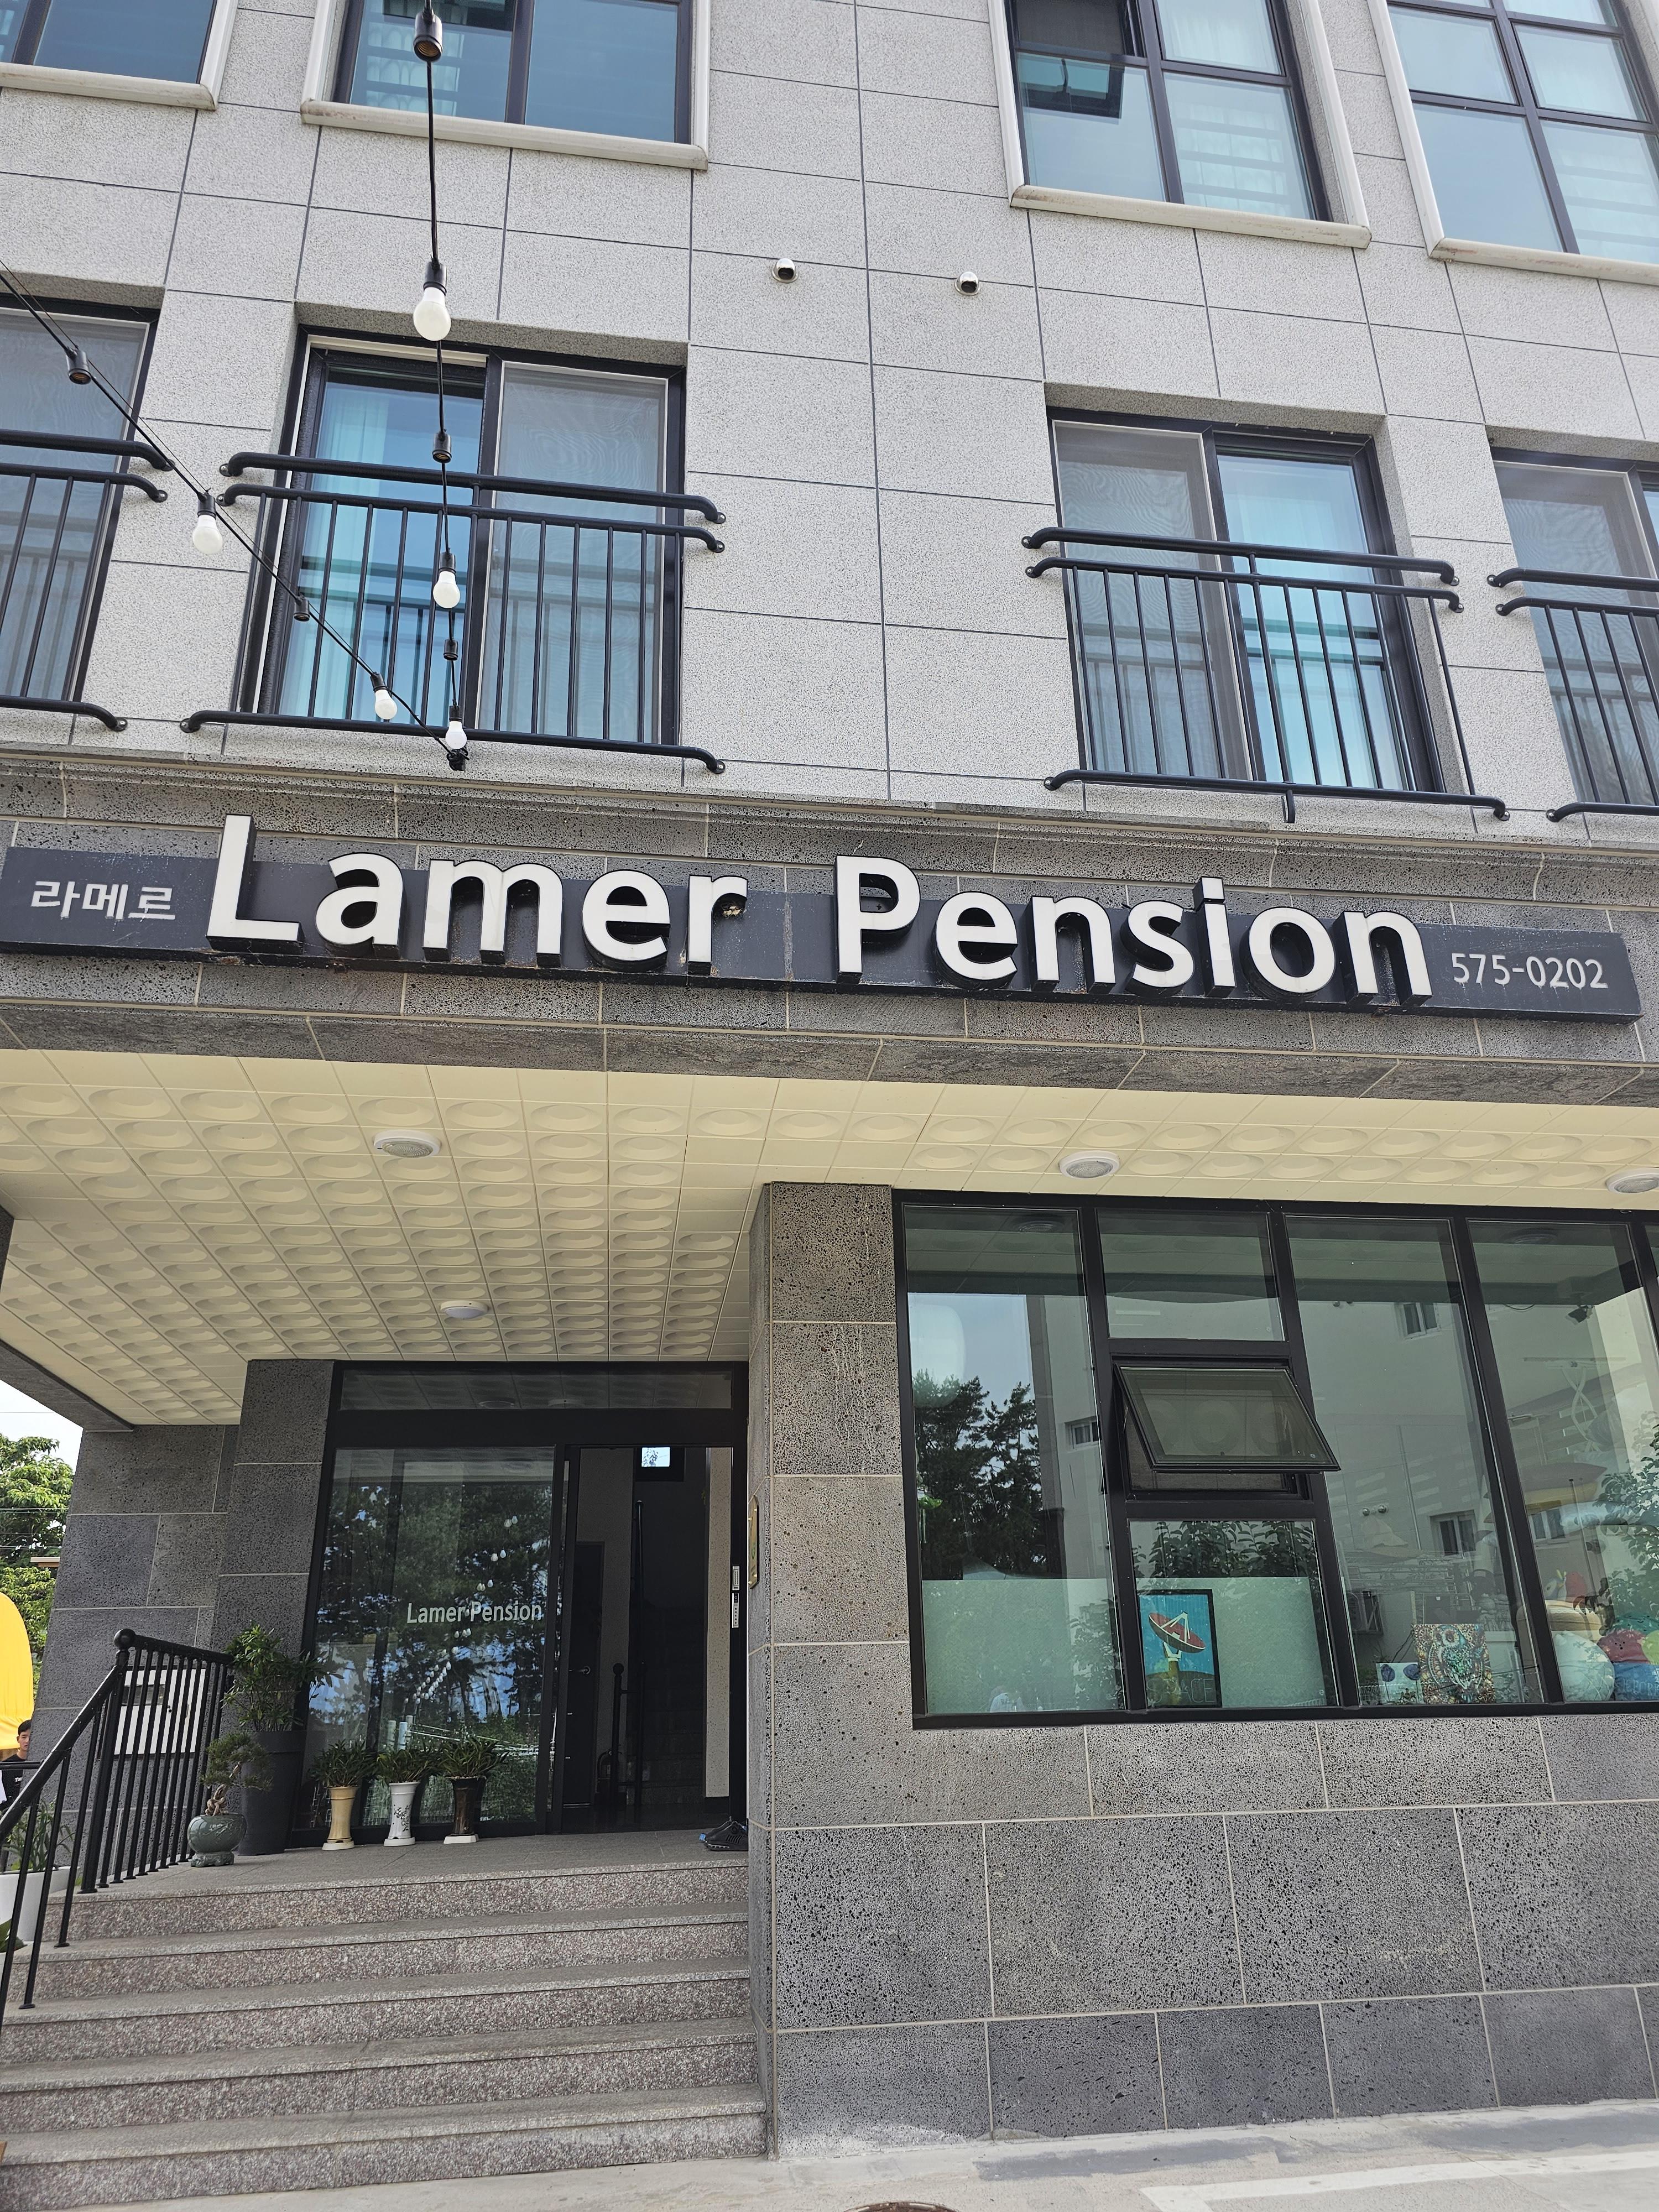 라메르 Lamer Pension 575-0202
Lamer Pension